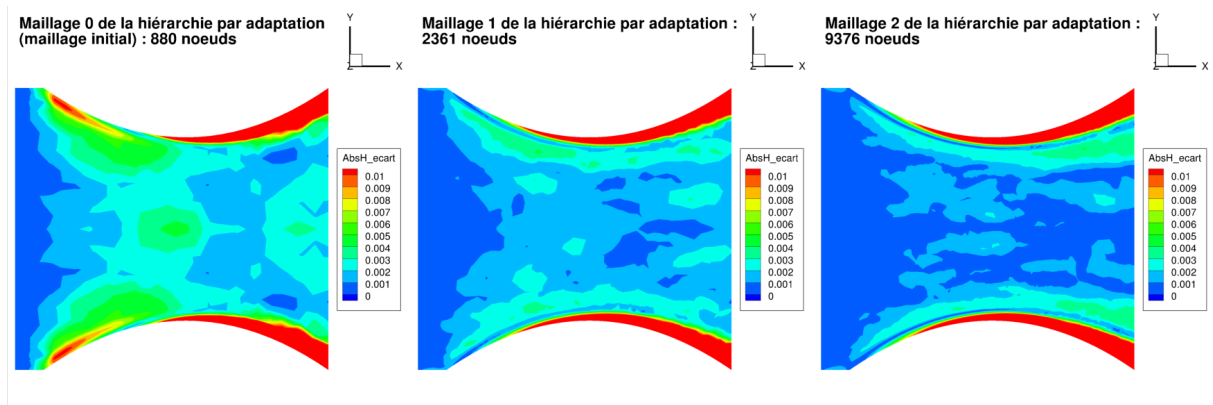 Maillage 0 de la hiérarchie par adaptation
(maillage initial) : 880 noeuds
Y
X
Z
AbsH_ecart
0.01
0.009
0.008
0.007
0.006
0.005
0.004
0.003
0.002
0.001
0
Maillage 1 de la hiérarchie par adaptation :
2361 noeuds
Y
X
Z
AbsH_ecart
0.01
0.009
0.008
0.007
0.006
0.005
0.004
0.003
0.002
0.001
0
Maillage 2 de la hiérarchie par adaptation :
9376 noeuds
Y
X
Z
AbsH_ecart
0.01
0.009
0.008
0.007
0.006
0.005
0.004
0.003
0.002
0.001
0